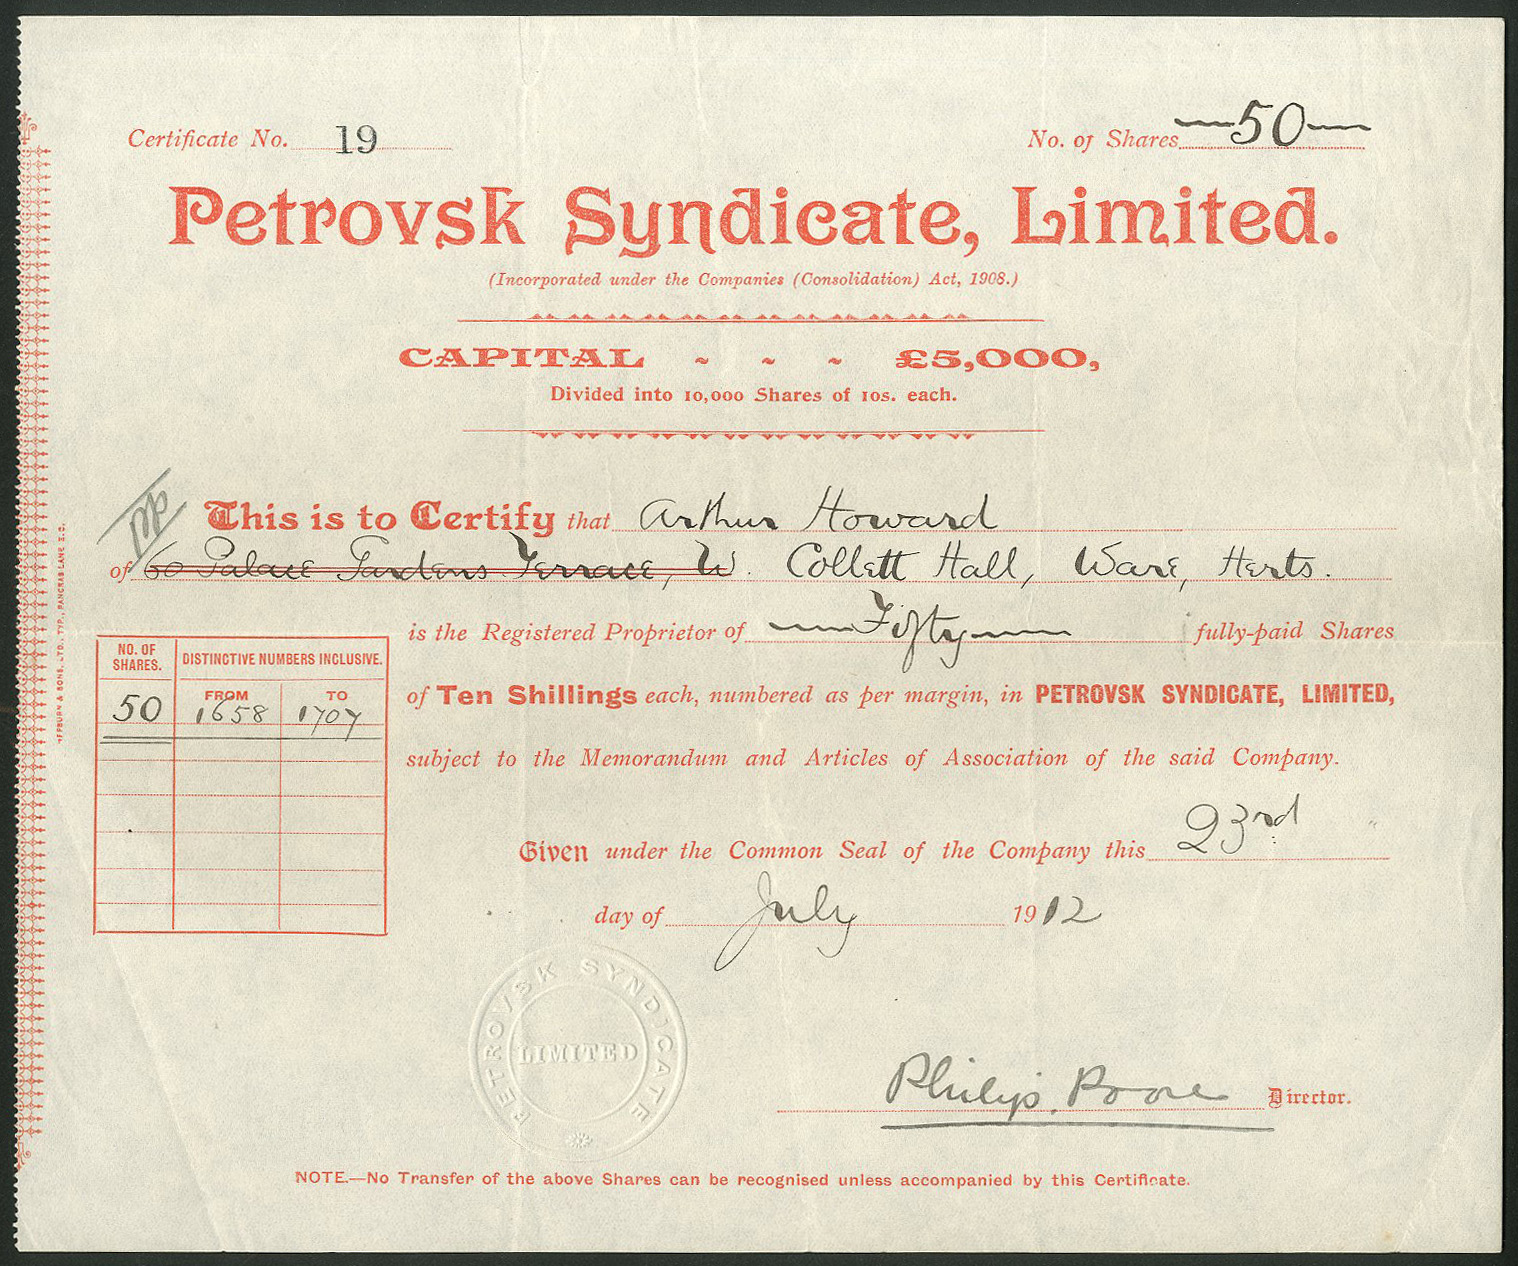 Certificate No. 19
No. of Shares 50
Petrovsk Syndicate, Limited.
(Incorporated under the Companies (Consolidation) Act, 1908.)
CAPITAL - - - £5,000,
Divided into 10,000 Shares of 10s. each.
This is to Certify that Arthur Howard
of 60 Palace Gardens Terrace, W. Collett Hall, Ware, Herts.
is the Registered Proprietor of Fifty fully-paid Shares
of Ten Shillings each, numbered as per margin, in PETROVSK SYNDICATE, LIMITED,
subject to the Memorandum and Articles of Association of the said Company.
NO. OF SHARES. DISTINCTIVE NUMBERS INCLUSIVE.
FROM TO
50 1658 1707
Given under the Common Seal of the Company this 23rd
day of July 1912
PETROVSK SYNDICATE
LIMITED
Philip Poore Director.
NOTE.—No Transfer of the above Shares can be recognised unless accompanied by this Certificate.
& SONS, LTD., TYP., PANCRAS LANE E.C.